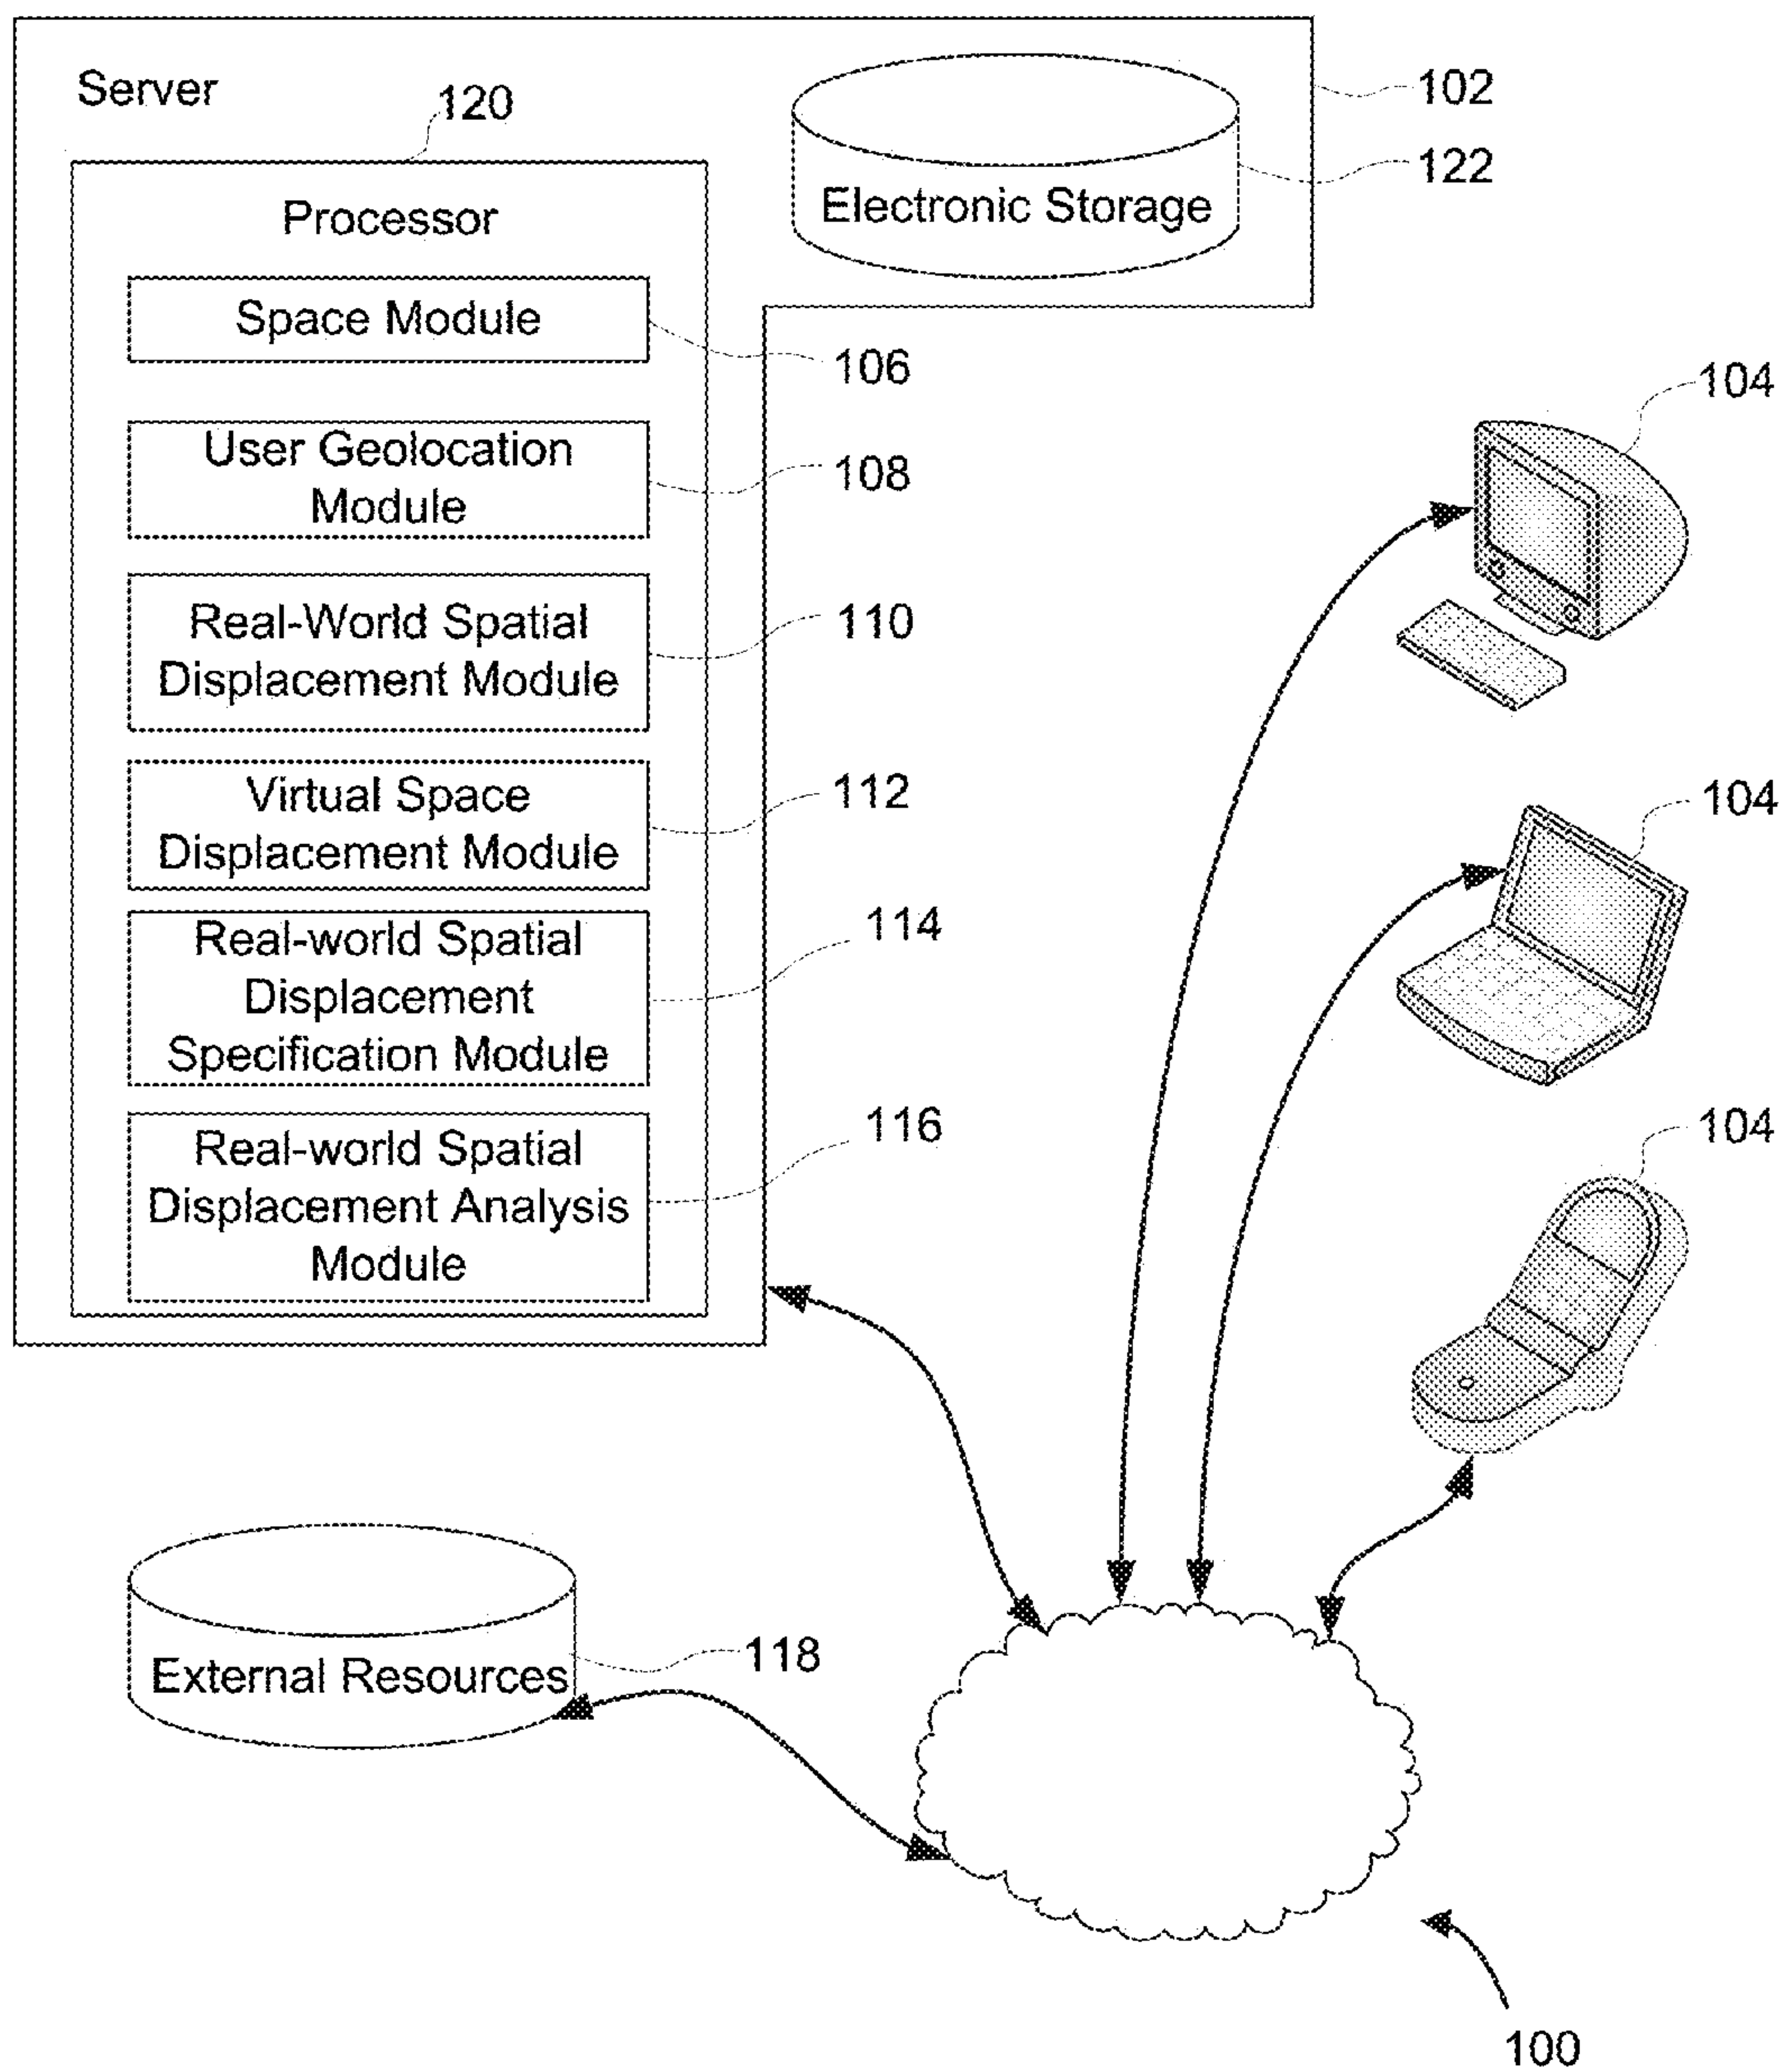 Server
120
102
Processor
Electronic Storage
122
Space Module
106
User Geolocation
Module
108
Real-World Spatial
Displacement Module
110
Virtual Space
Displacement Module
112
Real-world Spatial
Displacement
Specification Module
114
Real-world Spatial
Displacement Analysis
Module
116
104
104
104
External Resources
118
100